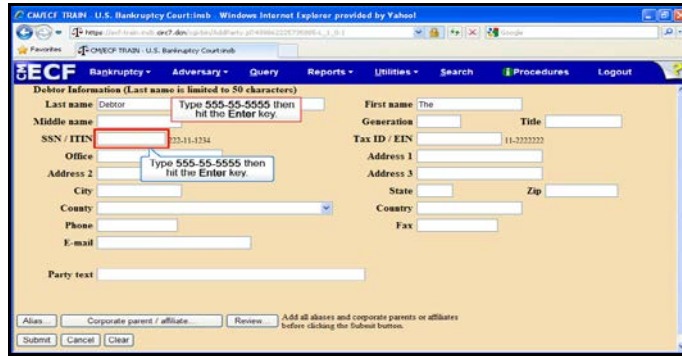 CM/ECF TRAIN - U.S. Bankruptcy Court:insb - Windows Internet Explorer provided by Yahoo!
Google
Favorites CM/ECF TRAIN - U.S. Bankruptcy Court:innb
ECF Bankruptcy Adversary Query Reports Utilities Search Procedures Logout ?
Debtor Information (Last name is limited to 50 characters)
Last name Debtor First name The
Type 555-55-5555 then
hit the Enter key.
Middle name Generation Title
SSN / ITIN 222-11-1234 Tax ID / EIN 11-2222222
Type 555-55-5555 then
hit the Enter key.
Office Address 1
Address 2 Address 3
City State Zip
County Country
Phone Fax
E-mail
Party text
Alias... Corporate parent / affiliate... Review... Add all aliases and corporate parents or affiliates
before clicking the Submit button.
Submit Cancel Clear